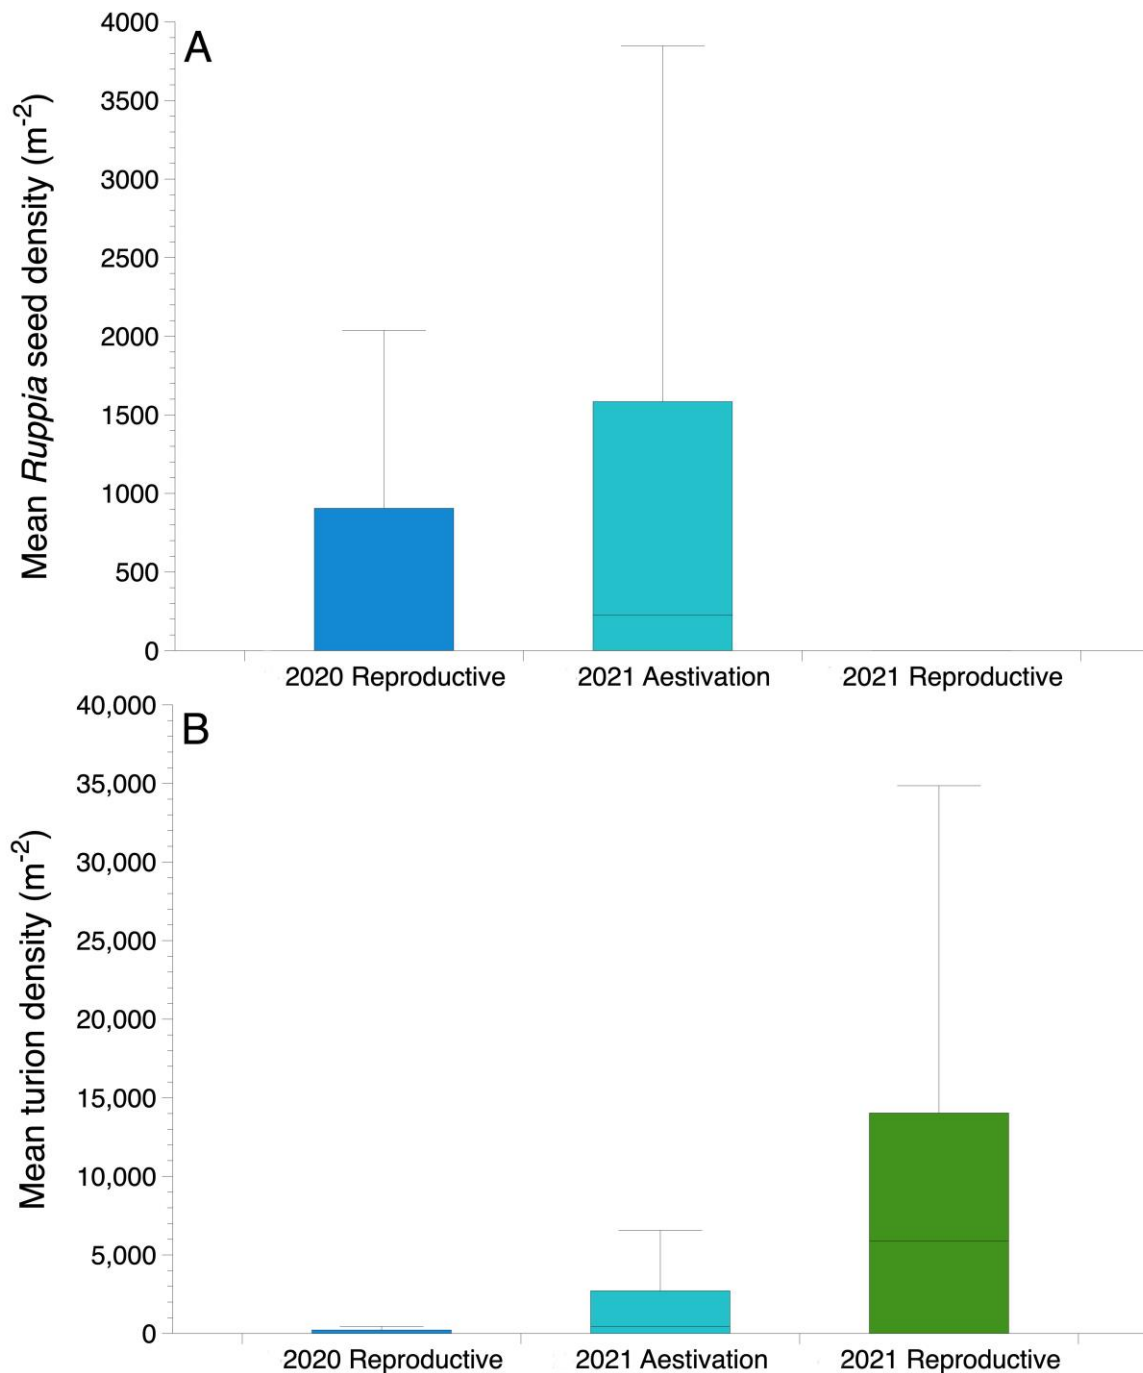 A
Mean Ruppia seed density (m⁻²)
4000
3500
3000
2500
2000
1500
1000
500
0
2020 Reproductive
2021 Aestivation
2021 Reproductive
B
Mean turion density (m⁻²)
40,000
35,000
30,000
25,000
20,000
15,000
10,000
5,000
0
2020 Reproductive
2021 Aestivation
2021 Reproductive